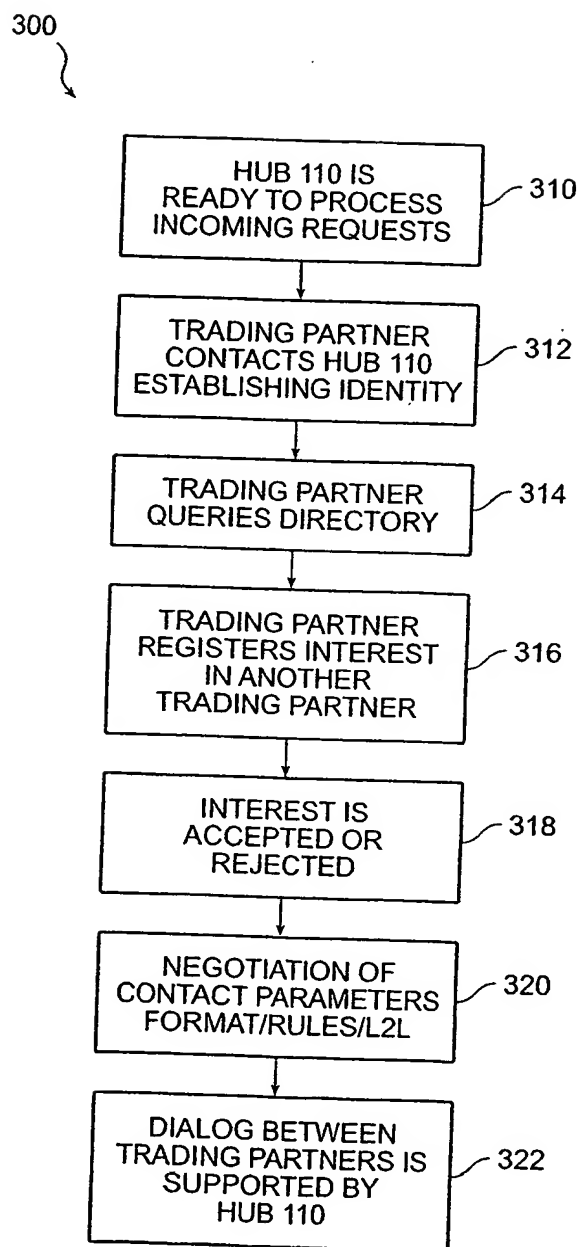 300
HUB 110 IS
READY TO PROCESS
INCOMING REQUESTS
310
TRADING PARTNER
CONTACTS HUB 110
ESTABLISHING IDENTITY
312
TRADING PARTNER
QUERIES DIRECTORY
314
TRADING PARTNER
REGISTERS INTEREST
IN ANOTHER
TRADING PARTNER
316
INTEREST IS
ACCEPTED OR
REJECTED
318
NEGOTIATION OF
CONTACT PARAMETERS
FORMAT/RULES/L2L
320
DIALOG BETWEEN
TRADING PARTNERS IS
SUPPORTED BY
HUB 110
322